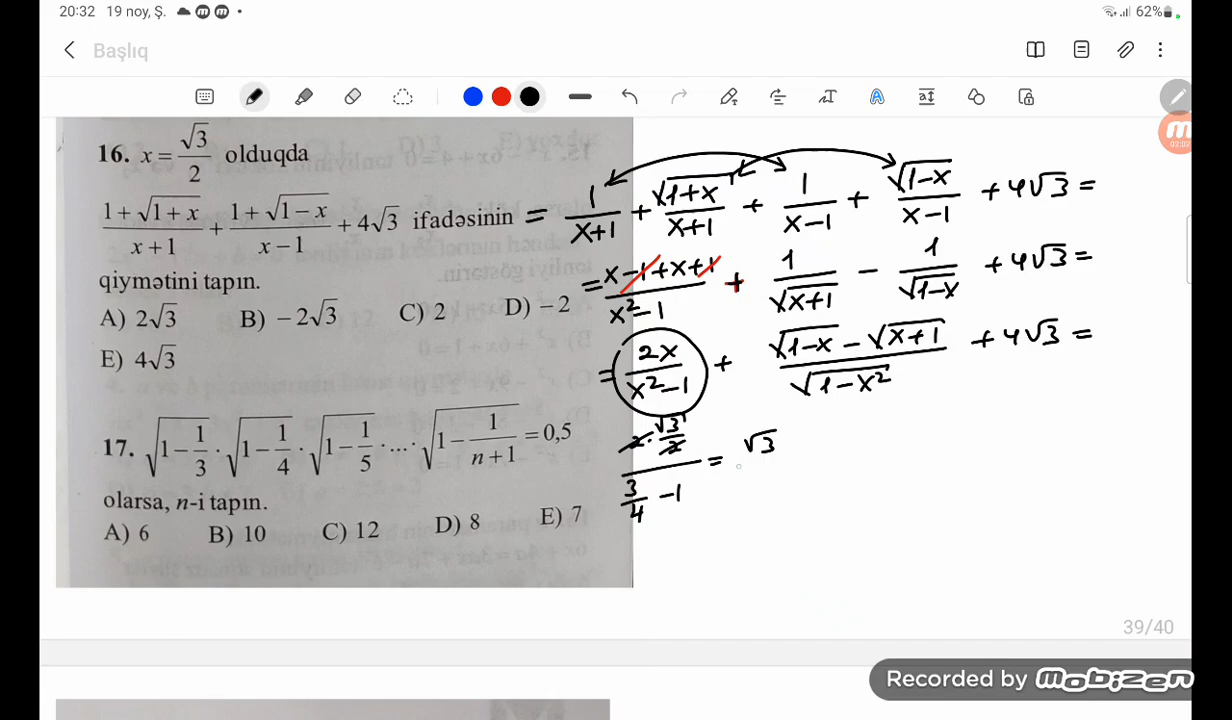 20:32 19 noy, Ş. 62%
Başlıq
16. x = √3/2 olduqda
(1 + √(1 + x))/(x + 1) + (1 + √(1 − x))/(x − 1) + 4√3 ifadəsinin
qiymətini tapın.
A) 2√3 B) − 2√3 C) 2 D) − 2
E) 4√3
17. √(1 − 1/3) · √(1 − 1/4) · √(1 − 1/5) · ... · √(1 − 1/(n + 1)) = 0,5
olarsa, n-i tapın.
A) 6 B) 10 C) 12 D) 8 E) 7
= 1/(x+1) + √(1+x)/(x+1) + 1/(x−1) + √(1−x)/(x−1) + 4√3 =
= (x−1+x+1)/(x²−1) + 1/√(x+1) − 1/√(1−x) + 4√3 =
= 2x/(x²−1) + (√(1−x) − √(x+1))/√(1−x²) + 4√3 =
(2·√3/2)/(3/4 − 1) = √3
39/40
Recorded by mobizen
02:02